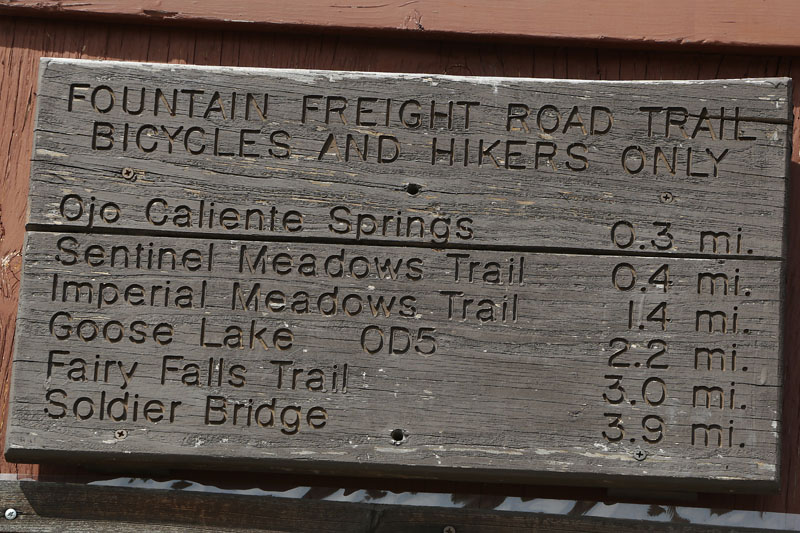 FOUNTAIN FREIGHT ROAD TRAIL
BICYCLES AND HIKERS ONLY
Ojo Caliente Springs 0.3 mi.
Sentinel Meadows Trail 0.4 mi.
Imperial Meadows Trail 1.4 mi.
Goose Lake OD5 2.2 mi.
Fairy Falls Trail 3.0 mi.
Soldier Bridge 3.9 mi.